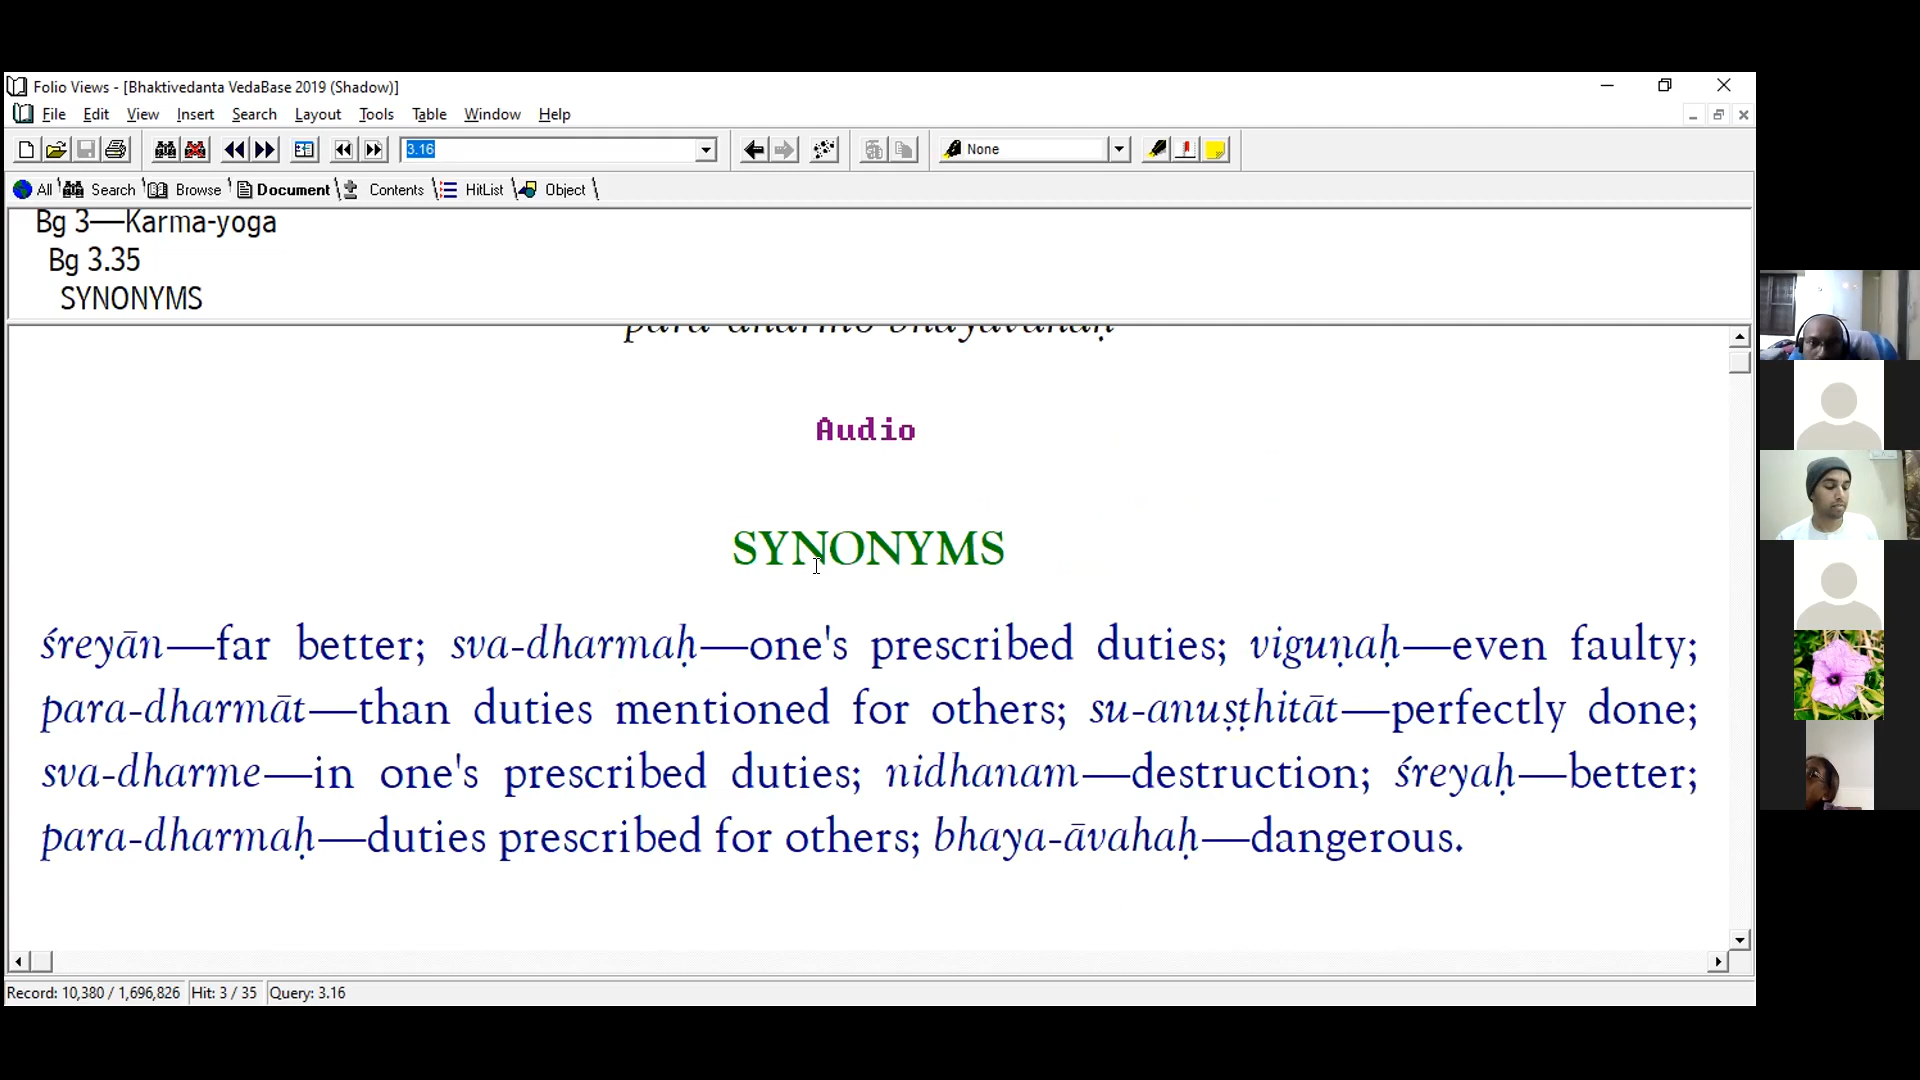 Folio Views - [Bhaktivedanta VedaBase 2019 (Shadow)]
File Edit View Insert Search Layout Tools Table Window Help
3.16 None
All Search Browse Document Contents HitList Object
Bg 3—Karma-yoga
Bg 3.35
SYNONYMS
para-dharmo bhayāvahaḥ
Audio
SYNONYMS
śreyān—far better; sva-dharmaḥ—one's prescribed duties; viguṇaḥ—even faulty;
para-dharmāt—than duties mentioned for others; su-anuṣṭhitāt—perfectly done;
sva-dharme—in one's prescribed duties; nidhanam—destruction; śreyaḥ—better;
para-dharmaḥ—duties prescribed for others; bhaya-āvahaḥ—dangerous.
Record: 10,380 / 1,696,826 Hit: 3 / 35 Query: 3.16